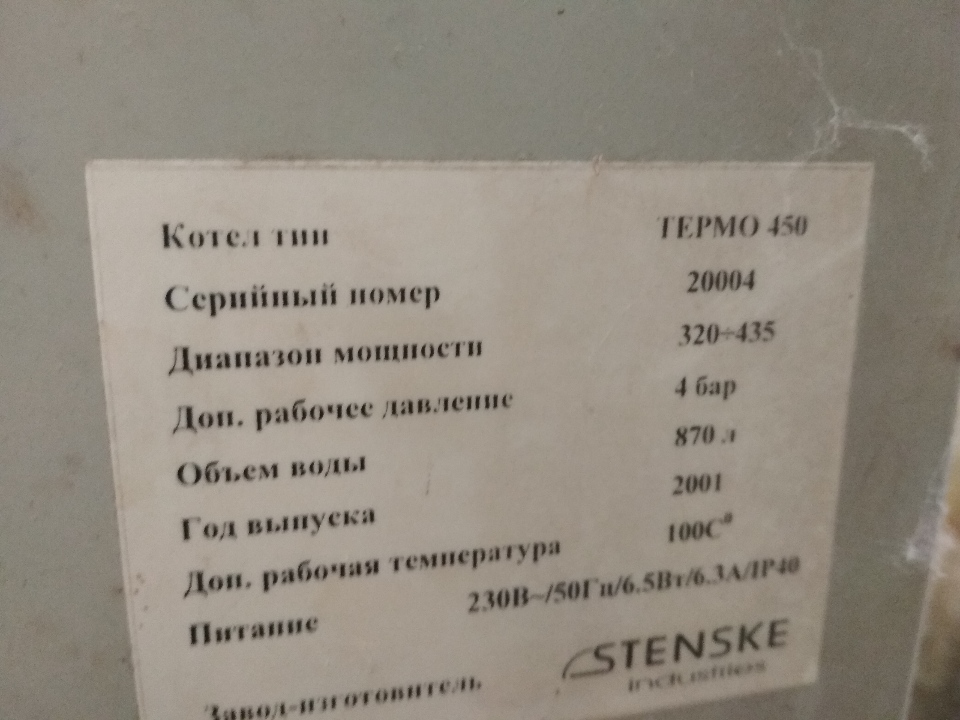 Котел тип ТЕРМО 450
Серийный номер 20004
Диапазон мощности 320÷435
Доп. рабочее давление 4 бар
Объем воды 870 л
Год выпуска 2001
Доп. рабочая температура 100С⁰
Питание 230В~/50Гц/6.5Вт/6.3А/IP40
Завод-изготовитель STENSKE
industries